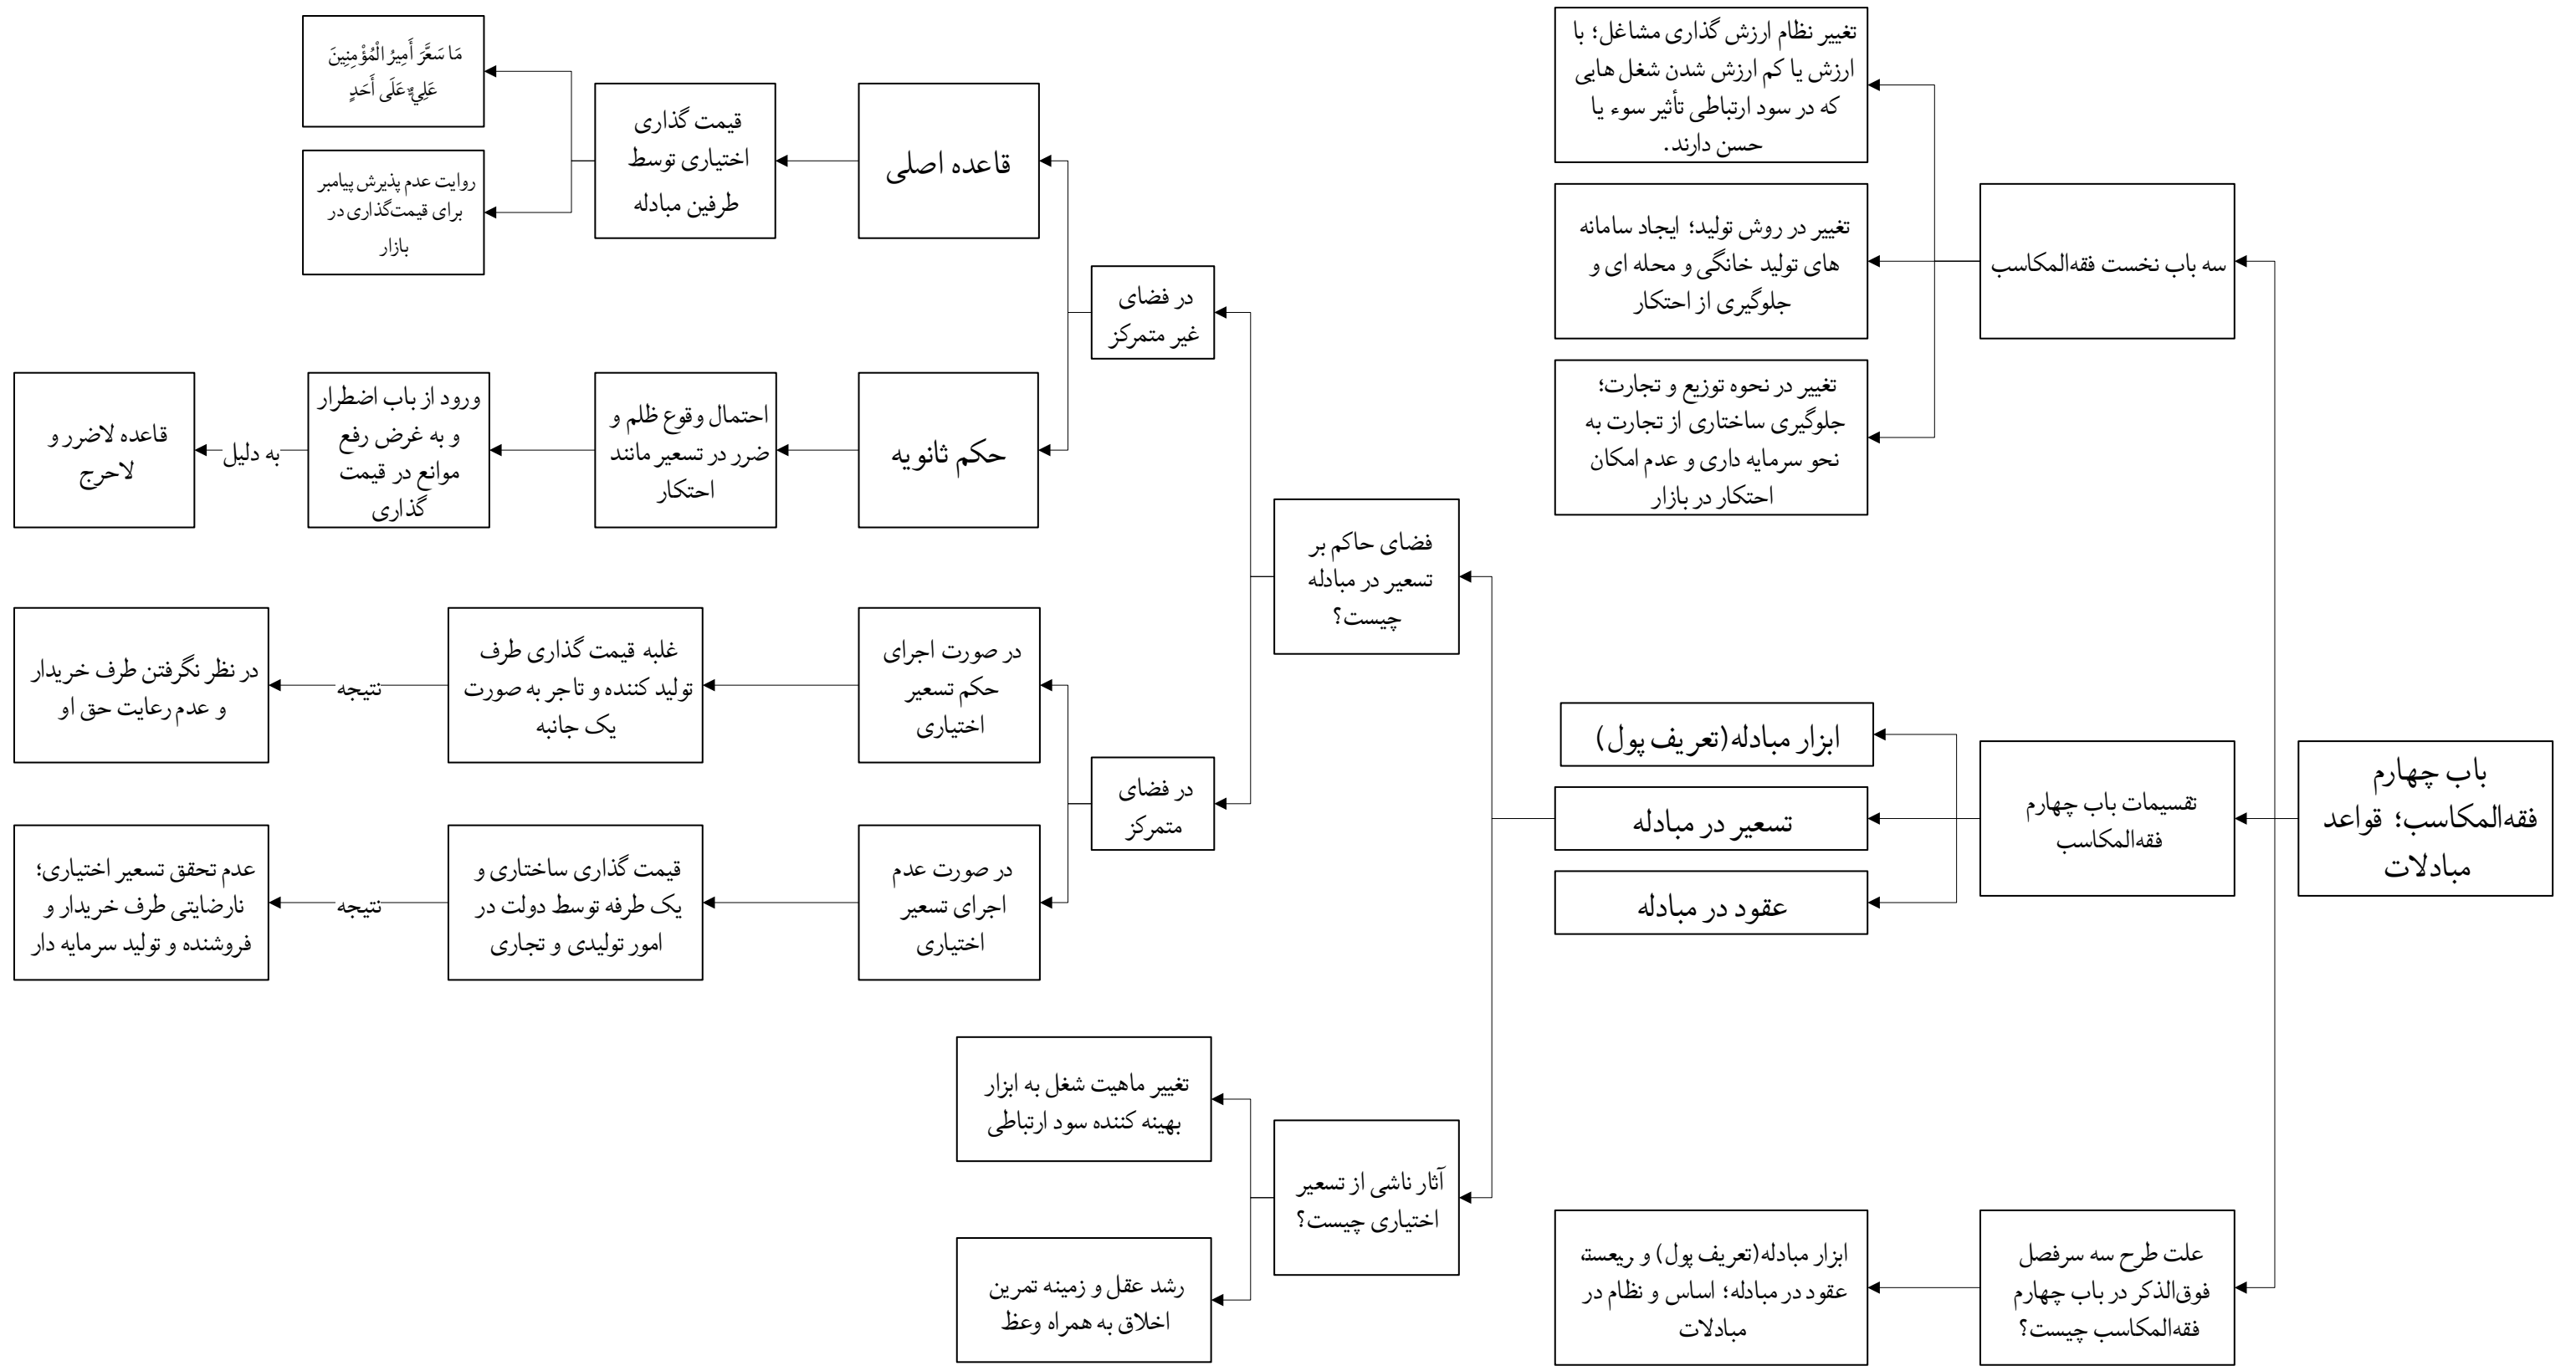 باب چهارم
فقه‌المکاسب؛ قواعد
مبادلات
سه باب نخست فقه‌المکاسب
تغییر نظام ارزش گذاری مشاغل؛ با
ارزش یا کم ارزش شدن شغل هایی
که در سود ارتباطی تأثیر سوء یا
حسن دارند.
تغییر در روش تولید؛ ایجاد سامانه
های تولید خانگی و محله ای و
جلوگیری از احتکار
تغییر در نحوه توزیع و تجارت؛
جلوگیری ساختاری از تجارت به
نحو سرمایه داری و عدم امکان
احتکار در بازار
تقسیمات باب چهارم
فقه‌المکاسب
ابزار مبادله(تعریف پول)
تسعیر در مبادله
عقود در مبادله
فضای حاکم بر
تسعیر در مبادله
چیست؟
در فضای
غیر متمرکز
قاعده اصلی
قیمت گذاری
اختیاری توسط
طرفین مبادله
مَا سَعَّرَ أَمِيرُ الْمُؤْمِنِينَ
عَلِيٌّ عَلَى أَحَدٍ
روایت عدم پذیرش پیامبر
برای قیمت‌گذاری در
بازار
حکم ثانویه
احتمال وقوع ظلم و
ضرر در تسعیر مانند
احتکار
ورود از باب اضطرار
و به غرض رفع
موانع در قیمت
گذاری
به دلیل
قاعده لاضرر و
لاحرج
در فضای
متمرکز
در صورت اجرای
حکم تسعیر
اختیاری
غلبه قیمت گذاری طرف
تولید کننده و تاجر به صورت
یک جانبه
نتیجه
در نظر نگرفتن طرف خریدار
و عدم رعایت حق او
در صورت عدم
اجرای تسعیر
اختیاری
قیمت گذاری ساختاری و
یک طرفه توسط دولت در
امور تولیدی و تجاری
نتیجه
عدم تحقق تسعیر اختیاری؛
نارضایتی طرف خریدار و
فروشنده و تولید سرمایه دار
آثار ناشی از تسعیر
اختیاری چیست؟
تغییر ماهیت شغل به ابزار
بهینه کننده سود ارتباطی
رشد عقل و زمینه تمرین
اخلاق به همراه وعظ
علت طرح سه سرفصل
فوق‌الذکر در باب چهارم
فقه‌المکاسب چیست؟
ابزار مبادله(تعریف پول) و
عقود در مبادله؛ اساس و نظام در
مبادلات